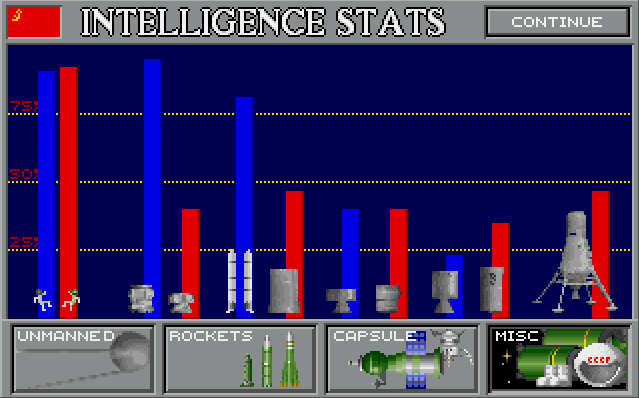 INTELLIGENCE STATS
CONTINUE
75%
50%
25%
UNMANNED
ROCKETS
CAPSULE
MISC
CCCP